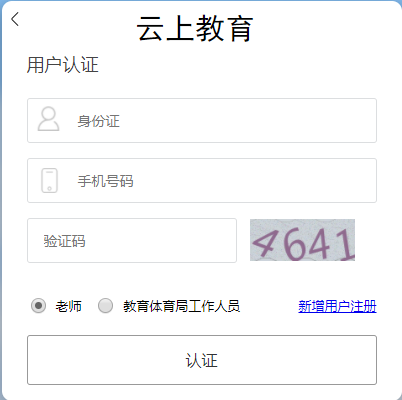 云上教育
用户认证
身份证
手机号码
验证码 4641
老师 教育体育局工作人员 新增用户注册
认证